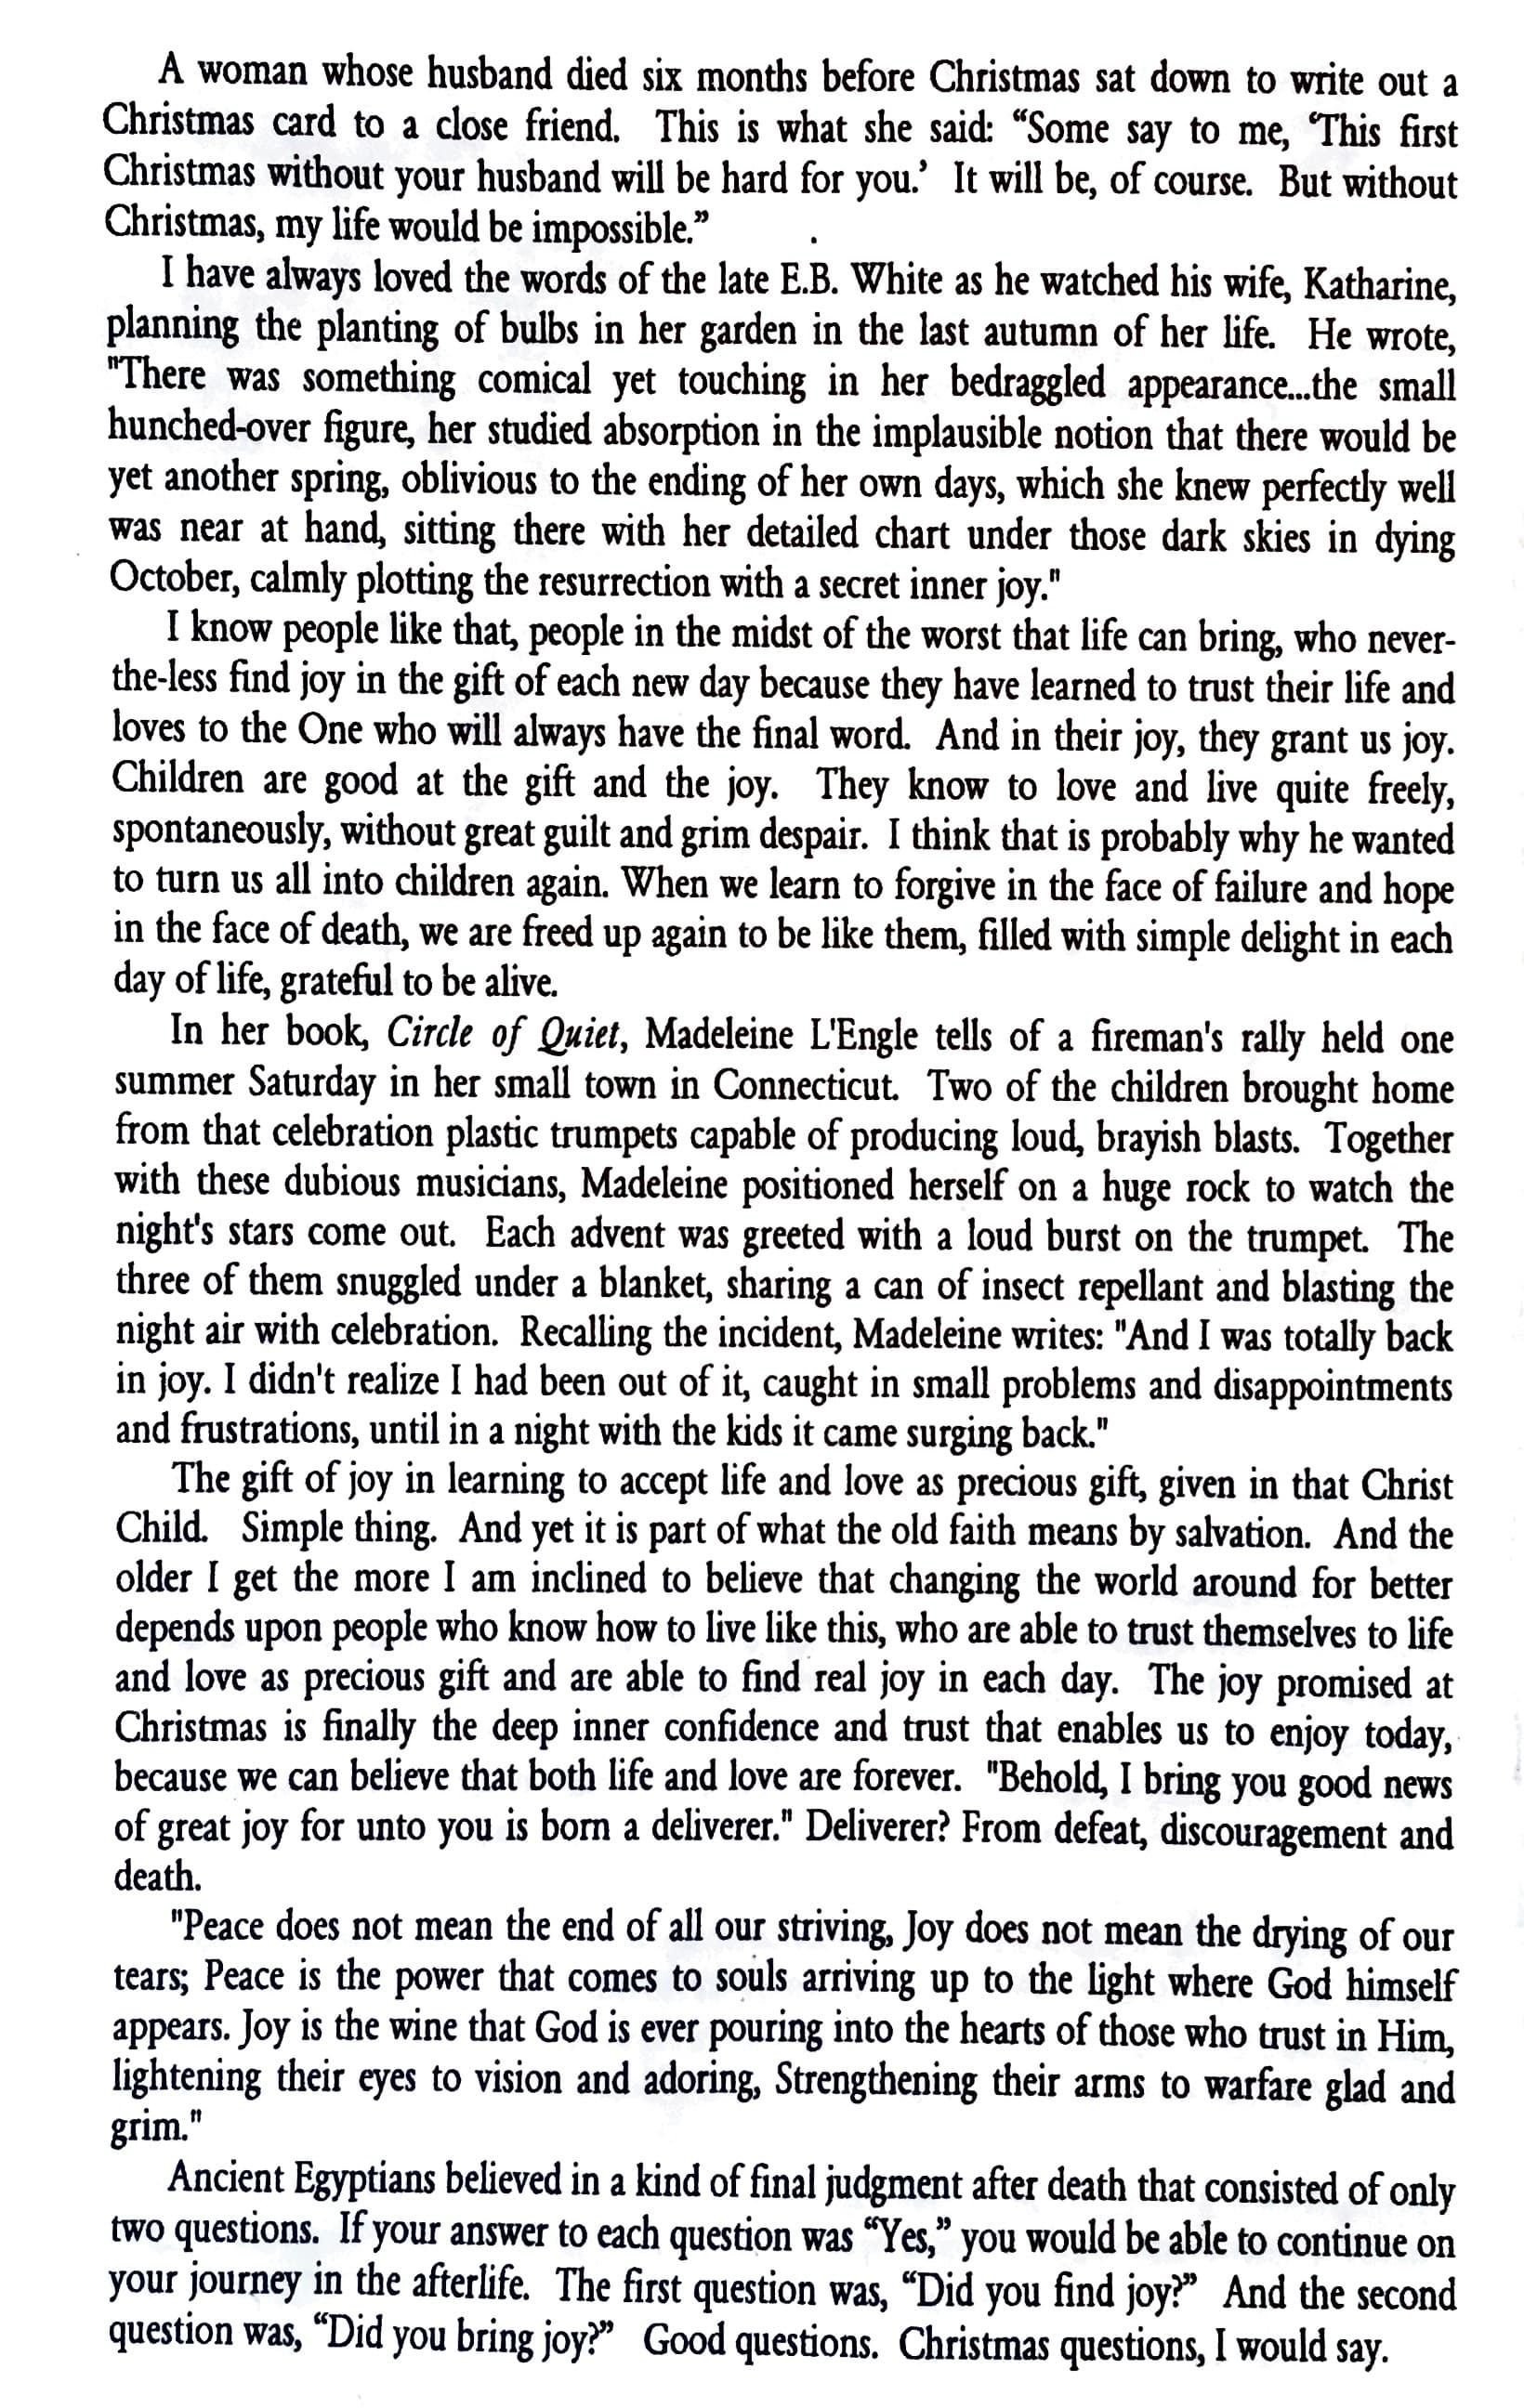 A woman whose husband died six months before Christmas sat down to write out a
Christmas card to a close friend. This is what she said: “Some say to me, ‘This first
Christmas without your husband will be hard for you.’ It will be, of course. But without
Christmas, my life would be impossible.”
I have always loved the words of the late E.B. White as he watched his wife, Katharine,
planning the planting of bulbs in her garden in the last autumn of her life. He wrote,
"There was something comical yet touching in her bedraggled appearance...the small
hunched-over figure, her studied absorption in the implausible notion that there would be
yet another spring, oblivious to the ending of her own days, which she knew perfectly well
was near at hand, sitting there with her detailed chart under those dark skies in dying
October, calmly plotting the resurrection with a secret inner joy."
I know people like that, people in the midst of the worst that life can bring, who never-
the-less find joy in the gift of each new day because they have learned to trust their life and
loves to the One who will always have the final word. And in their joy, they grant us joy.
Children are good at the gift and the joy. They know to love and live quite freely,
spontaneously, without great guilt and grim despair. I think that is probably why he wanted
to turn us all into children again. When we learn to forgive in the face of failure and hope
in the face of death, we are freed up again to be like them, filled with simple delight in each
day of life, grateful to be alive.
In her book, Circle of Quiet, Madeleine L'Engle tells of a fireman's rally held one
summer Saturday in her small town in Connecticut. Two of the children brought home
from that celebration plastic trumpets capable of producing loud, brayish blasts. Together
with these dubious musicians, Madeleine positioned herself on a huge rock to watch the
night's stars come out. Each advent was greeted with a loud burst on the trumpet. The
three of them snuggled under a blanket, sharing a can of insect repellant and blasting the
night air with celebration. Recalling the incident, Madeleine writes: "And I was totally back
in joy. I didn't realize I had been out of it, caught in small problems and disappointments
and frustrations, until in a night with the kids it came surging back."
The gift of joy in learning to accept life and love as precious gift, given in that Christ
Child. Simple thing. And yet it is part of what the old faith means by salvation. And the
older I get the more I am inclined to believe that changing the world around for better
depends upon people who know how to live like this, who are able to trust themselves to life
and love as precious gift and are able to find real joy in each day. The joy promised at
Christmas is finally the deep inner confidence and trust that enables us to enjoy today,
because we can believe that both life and love are forever. "Behold, I bring you good news
of great joy for unto you is born a deliverer." Deliverer? From defeat, discouragement and
death.
"Peace does not mean the end of all our striving, Joy does not mean the drying of our
tears; Peace is the power that comes to souls arriving up to the light where God himself
appears. Joy is the wine that God is ever pouring into the hearts of those who trust in Him,
lightening their eyes to vision and adoring, Strengthening their arms to warfare glad and
grim."
Ancient Egyptians believed in a kind of final judgment after death that consisted of only
two questions. If your answer to each question was “Yes,” you would be able to continue on
your journey in the afterlife. The first question was, “Did you find joy?” And the second
question was, “Did you bring joy?” Good questions. Christmas questions, I would say.